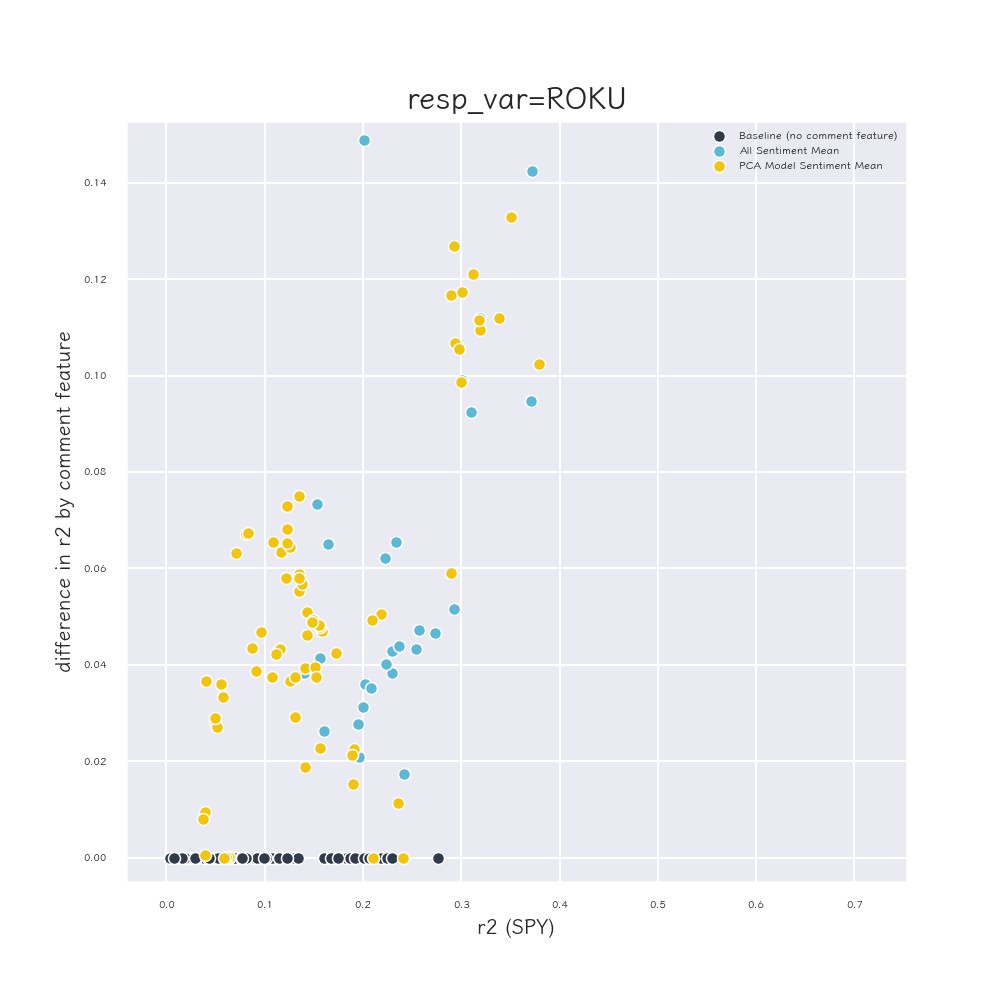 resp_var=ROKU
Baseline (no comment feature)
All Sentiment Mean
PCA Model Sentiment Mean
0.14
0.12
0.10
0.08
0.06
0.04
0.02
0.00
difference in r2 by comment feature
0.0 0.1 0.2 0.3 0.4 0.5 0.6 0.7
r2 (SPY)